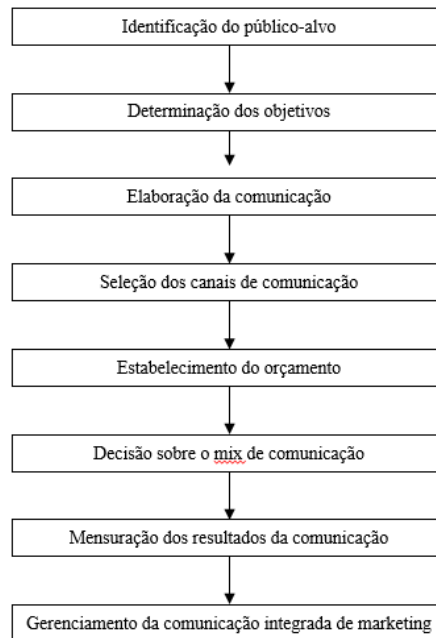 Identificação do público-alvo
Determinação dos objetivos
Elaboração da comunicação
Seleção dos canais de comunicação
Estabelecimento do orçamento
Decisão sobre o mix de comunicação
Mensuração dos resultados da comunicação
Gerenciamento da comunicação integrada de marketing